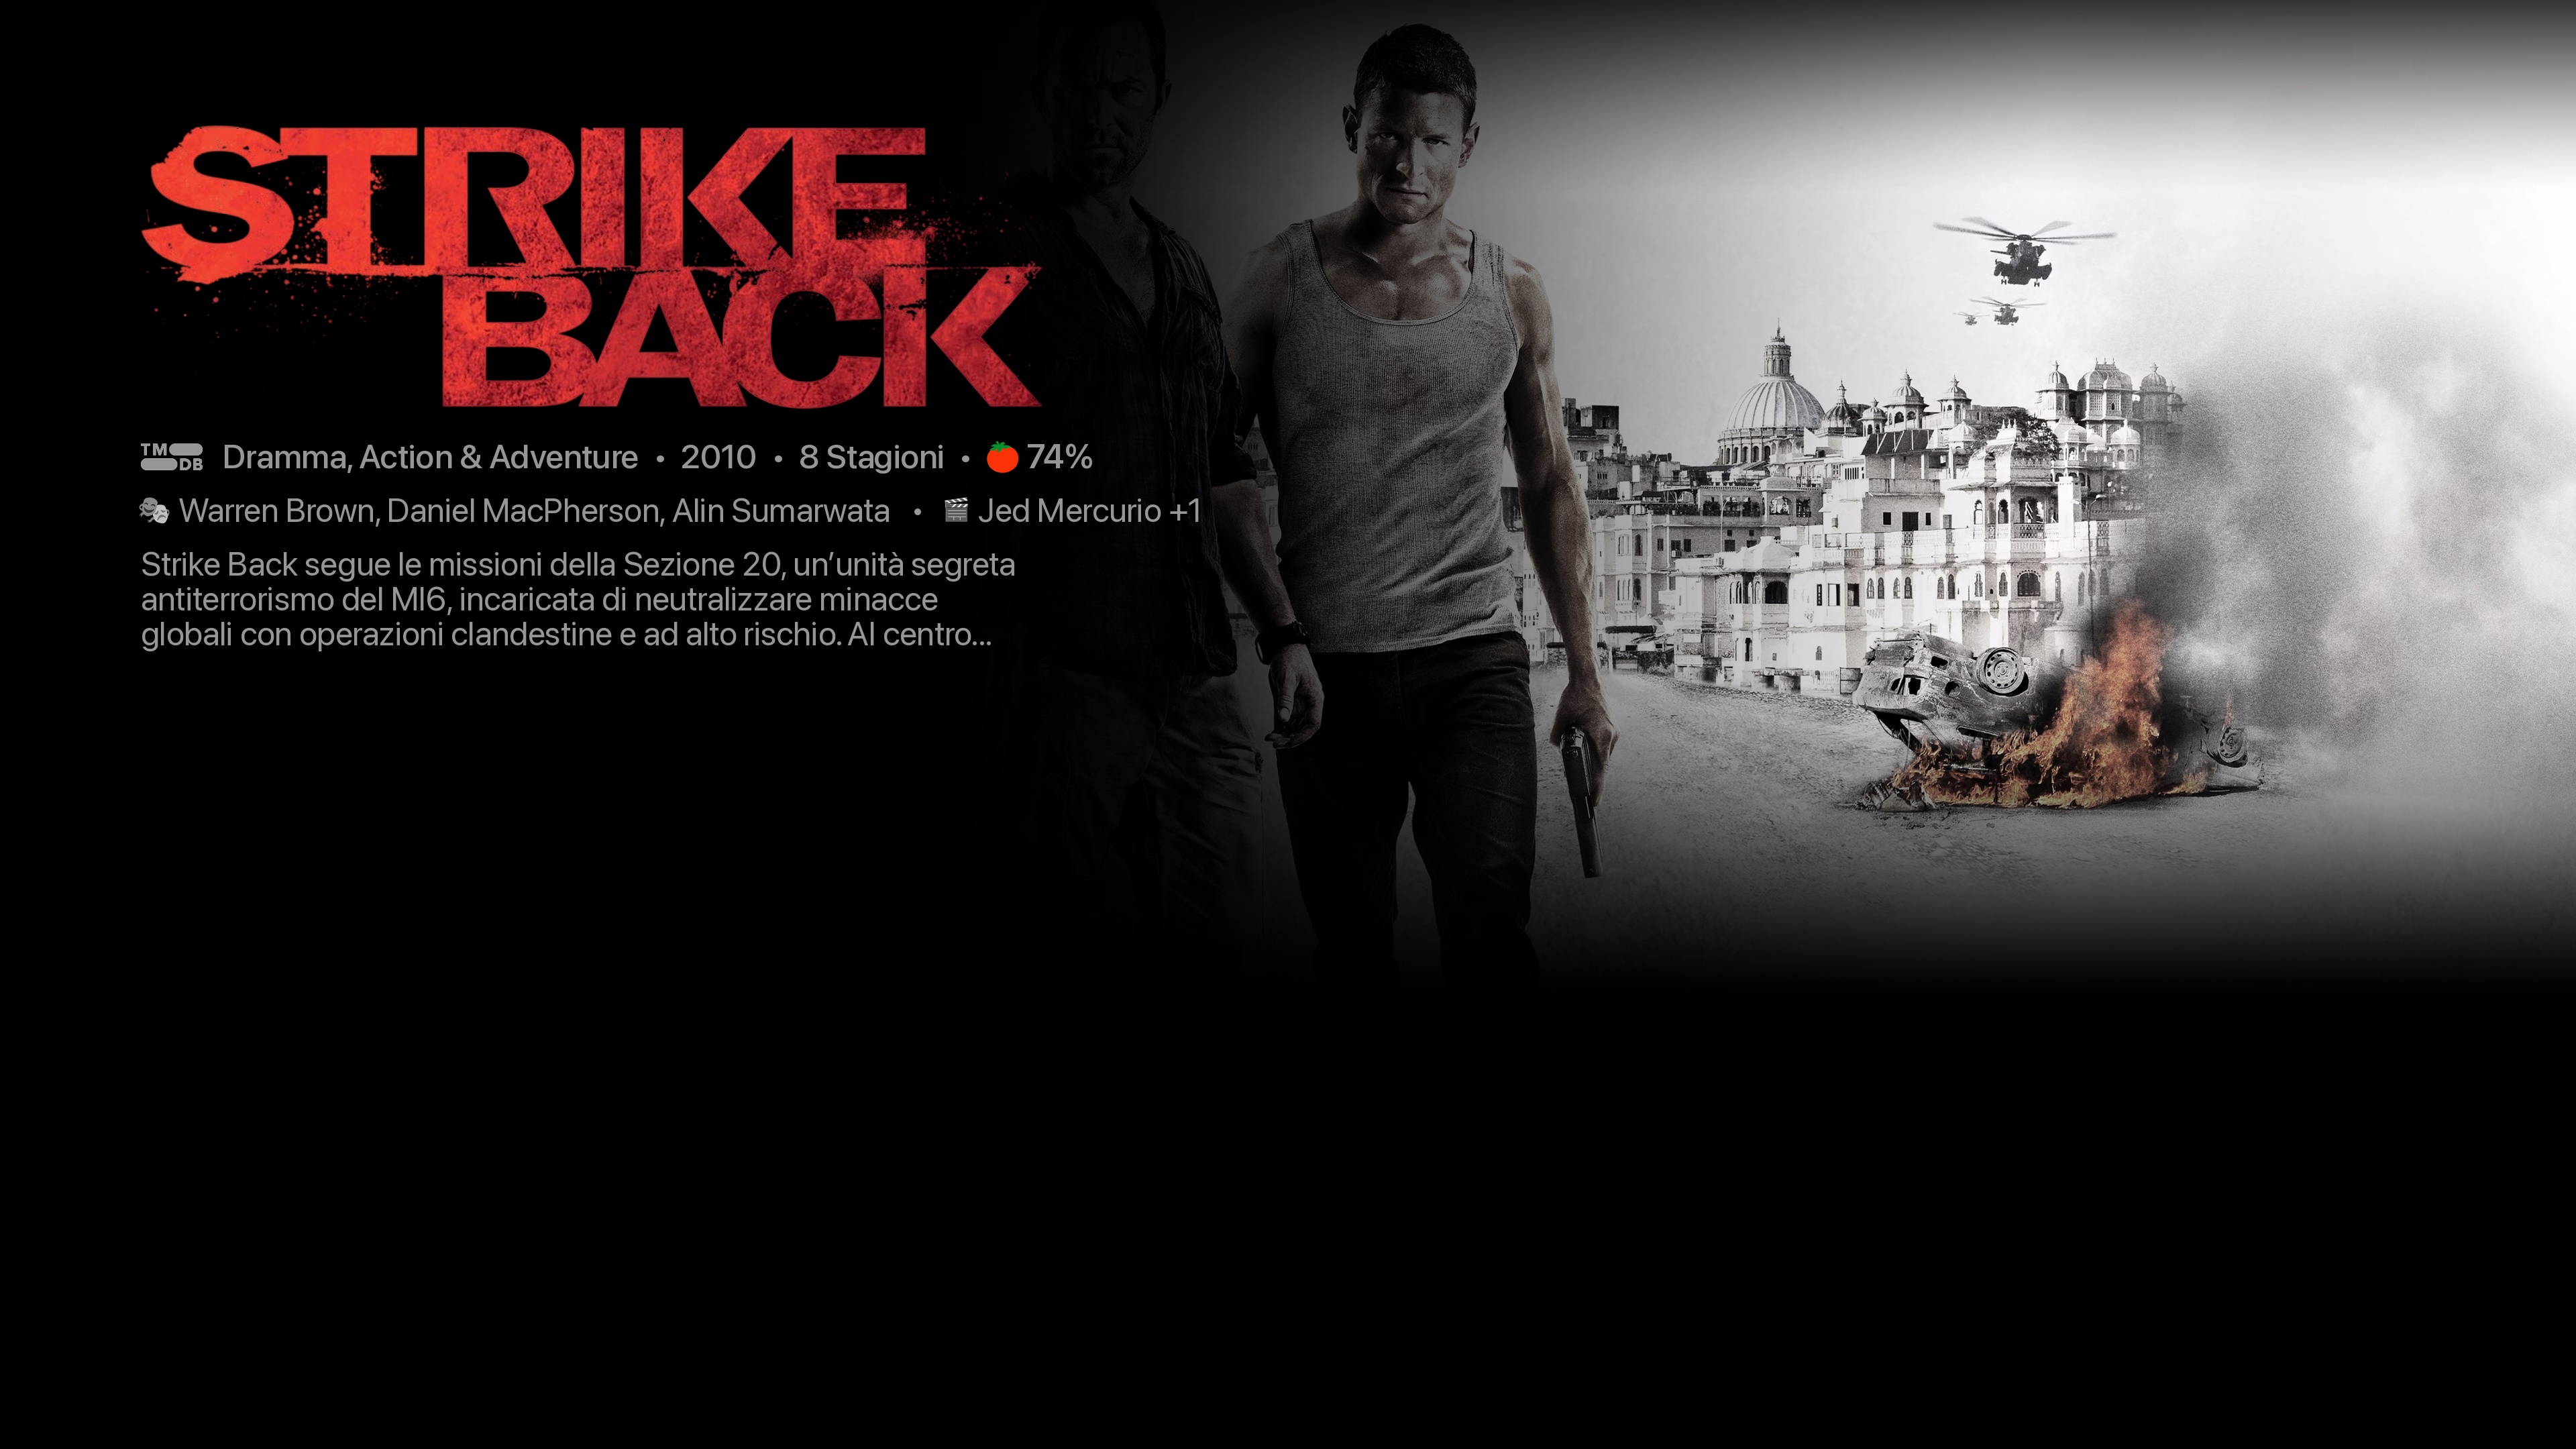 STRIKE
BACK
TMDB Dramma, Action & Adventure • 2010 • 8 Stagioni • 74%
Warren Brown, Daniel MacPherson, Alin Sumarwata • Jed Mercurio +1
Strike Back segue le missioni della Sezione 20, un’unità segreta
antiterrorismo del MI6, incaricata di neutralizzare minacce
globali con operazioni clandestine e ad alto rischio. Al centro...